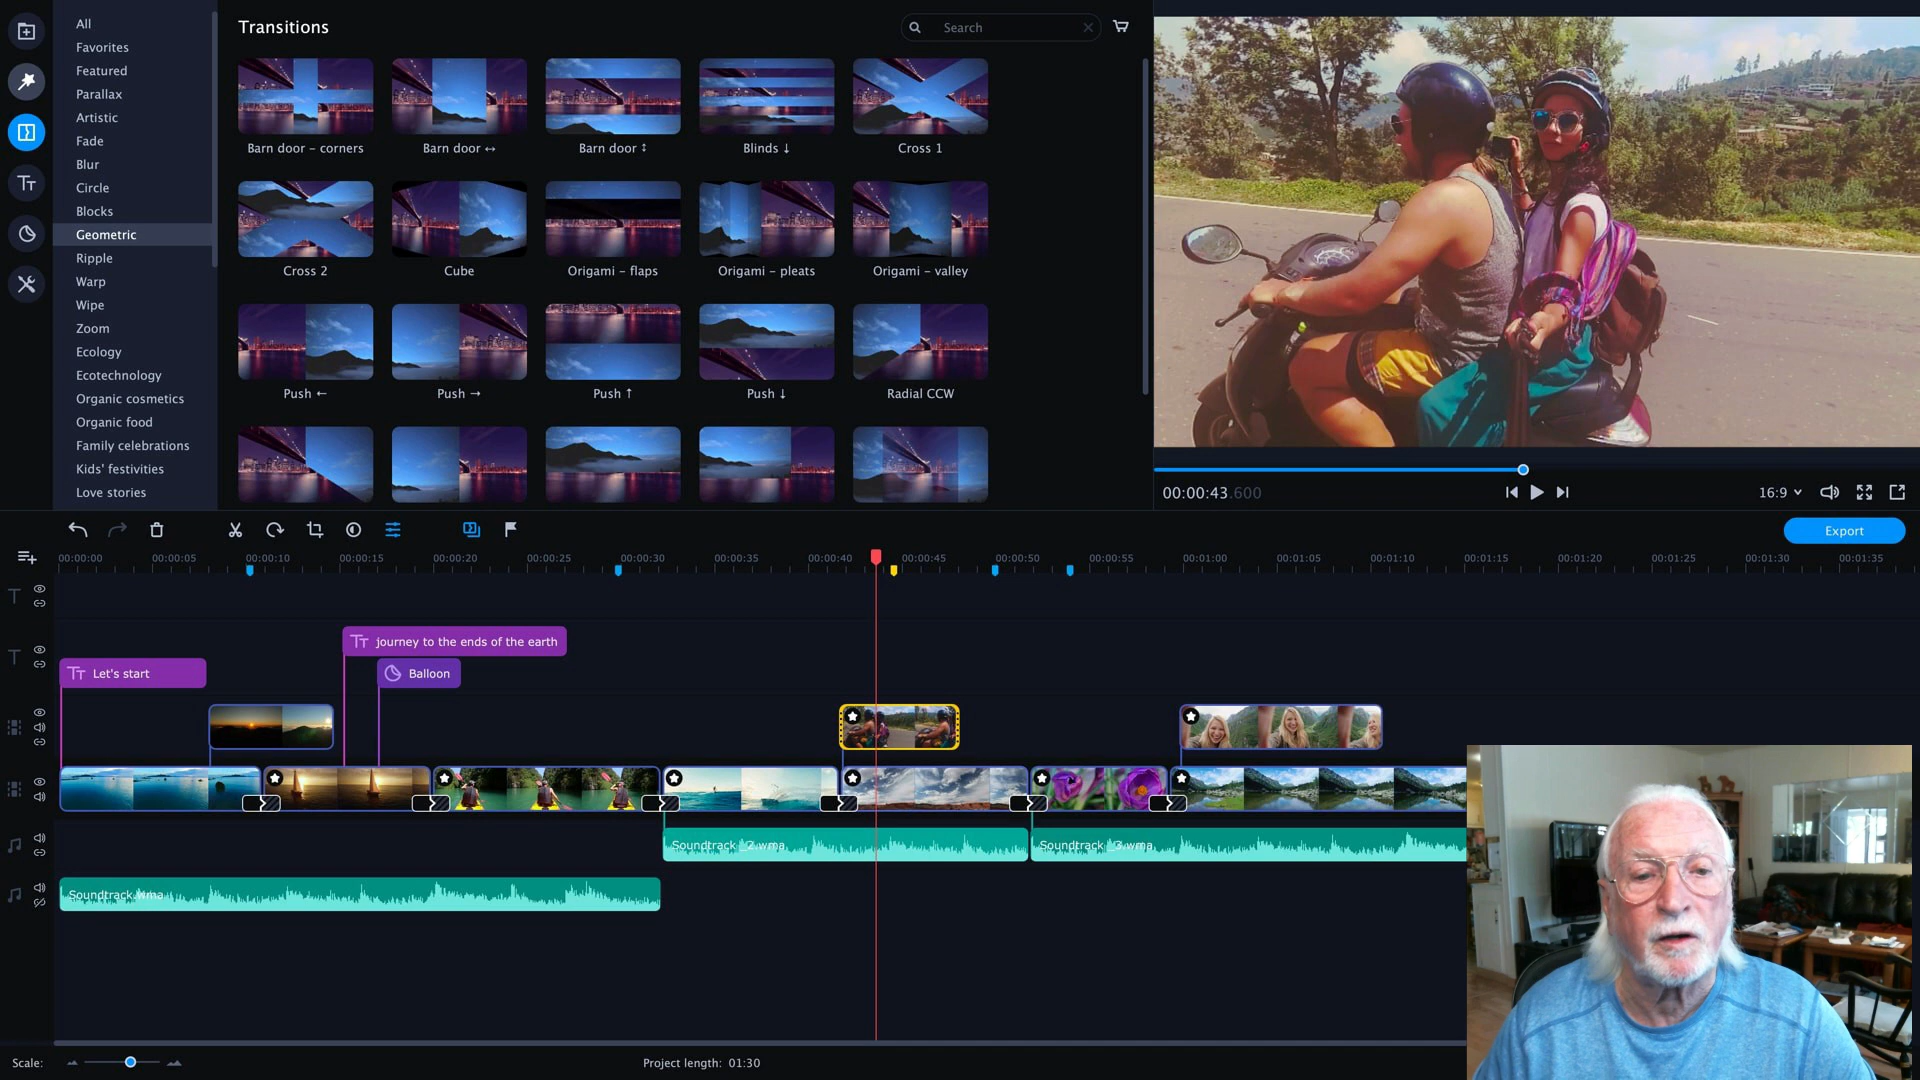 All
Favorites
Featured
Parallax
Artistic
Fade
Blur
Circle
Blocks
Geometric
Ripple
Warp
Wipe
Zoom
Ecology
Ecotechnology
Organic cosmetics
Organic food
Family celebrations
Kids' festivities
Love stories
Transitions
Search
Barn door – corners
Barn door ↔
Barn door ↕
Blinds ↓
Cross 1
Cross 2
Cube
Origami – flaps
Origami – pleats
Origami – valley
Push ←
Push →
Push ↑
Push ↓
Radial CCW
00:00:43.600
16:9
Export
00:00:00 00:00:05 00:00:10 00:00:15 00:00:20 00:00:25 00:00:30 00:00:35 00:00:40 00:00:45 00:00:50 00:00:55 00:01:00 00:01:05 00:01:10 00:01:15 00:01:20 00:01:25 00:01:30 00:01:35
journey to the ends of the earth
Let's start
Balloon
Soundtrack _2.wma
Soundtrack _3.wma
Soundtrack.wma
Scale:
Project length: 01:30